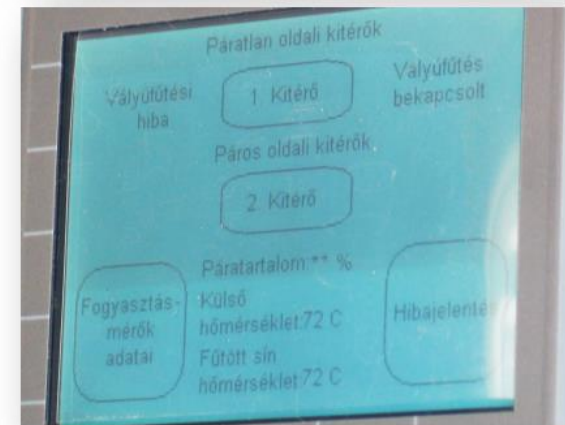 Páratlan oldali kitérők
Vályúfűtési
hiba
1. Kitérő
Vályúfűtés
bekapcsolt
Páros oldali kitérők
2. Kitérő
Páratartalom:** %
Külső
hőmérséklet:72 C
Fűtött sín
hőmérséklet:72 C
Fogyasztás-
mérők
adatai
Hibajelentés